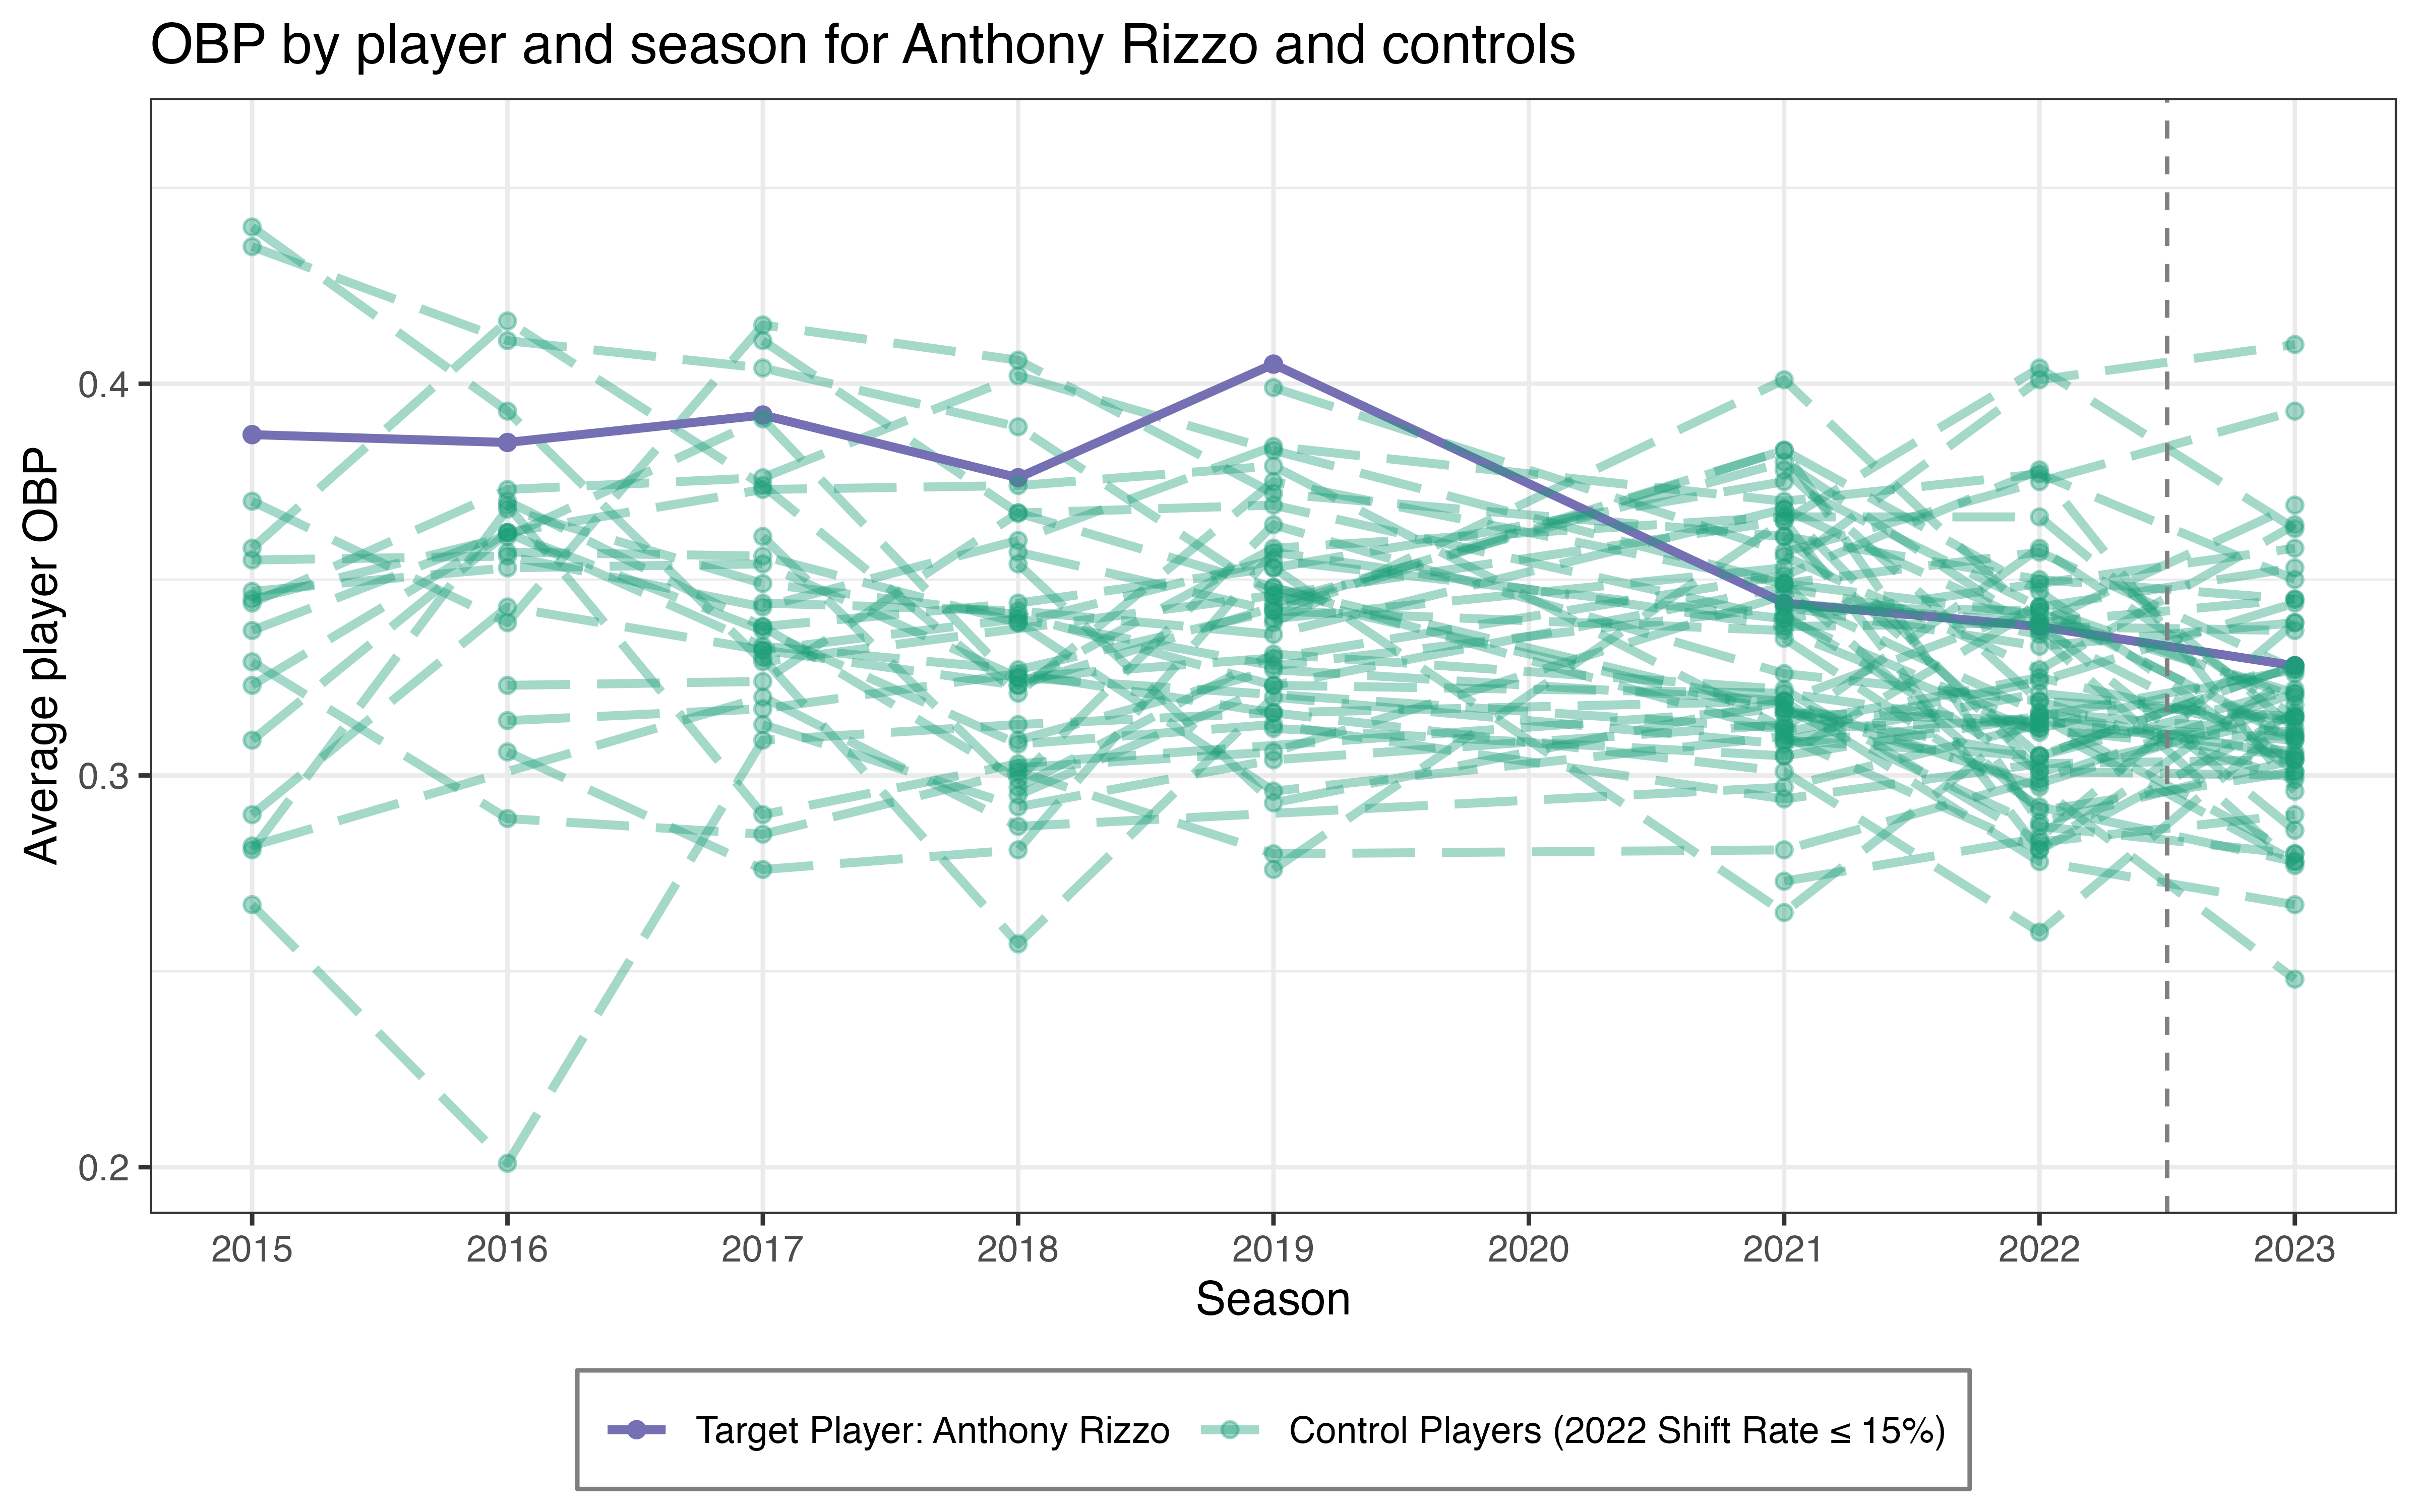 OBP by player and season for Anthony Rizzo and controls
Average player OBP
0.4
0.3
0.2
2015 2016 2017 2018 2019 2020 2021 2022 2023
Season
Target Player: Anthony Rizzo Control Players (2022 Shift Rate ≤ 15%)